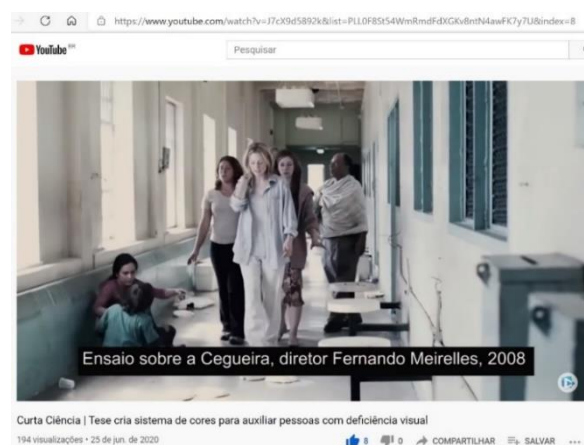 https://www.youtube.com/watch?v=J7cX9d5892k&list=PLL0F8St54WmRmdFdXGKv8ntN4awFK7y7U&index=8
YouTube BR
Pesquisar
Ensaio sobre a Cegueira, diretor Fernando Meirelles, 2008
Curta Ciência | Tese cria sistema de cores para auxiliar pessoas com deficiência visual
194 visualizações • 25 de jun. de 2020
8 0 COMPARTILHAR SALVAR